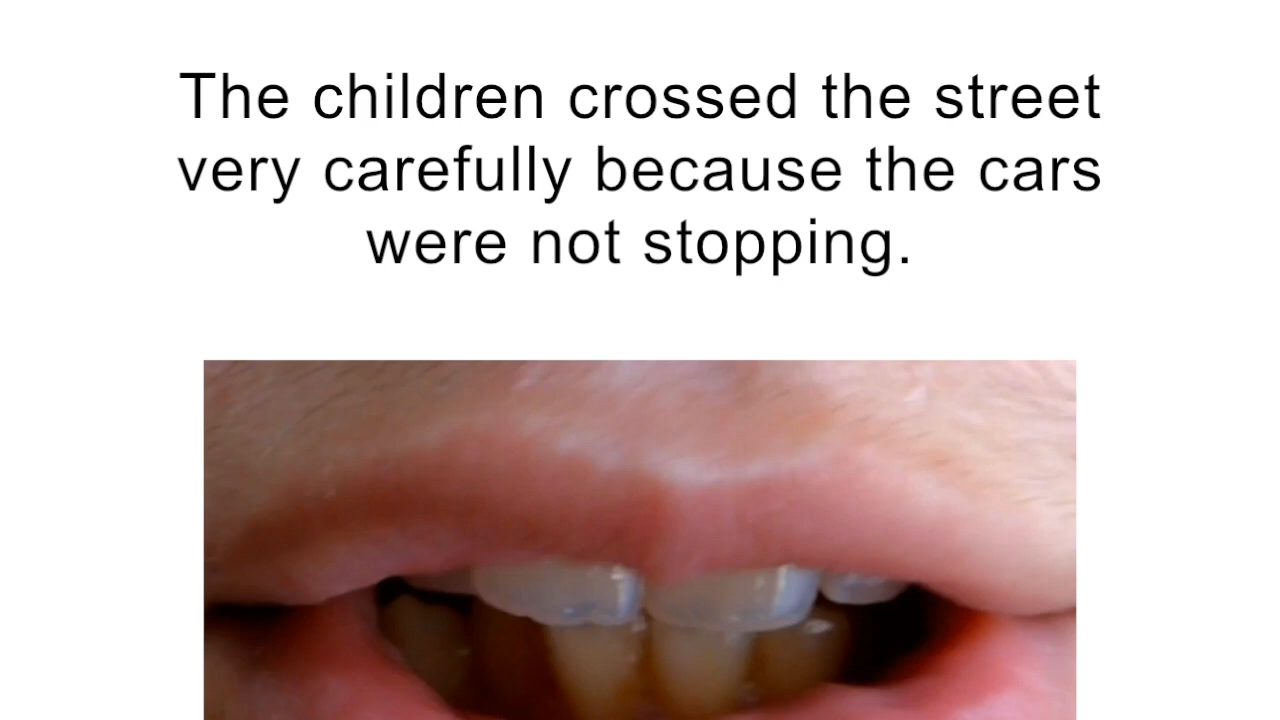 The children crossed the street
very carefully because the cars
were not stopping.